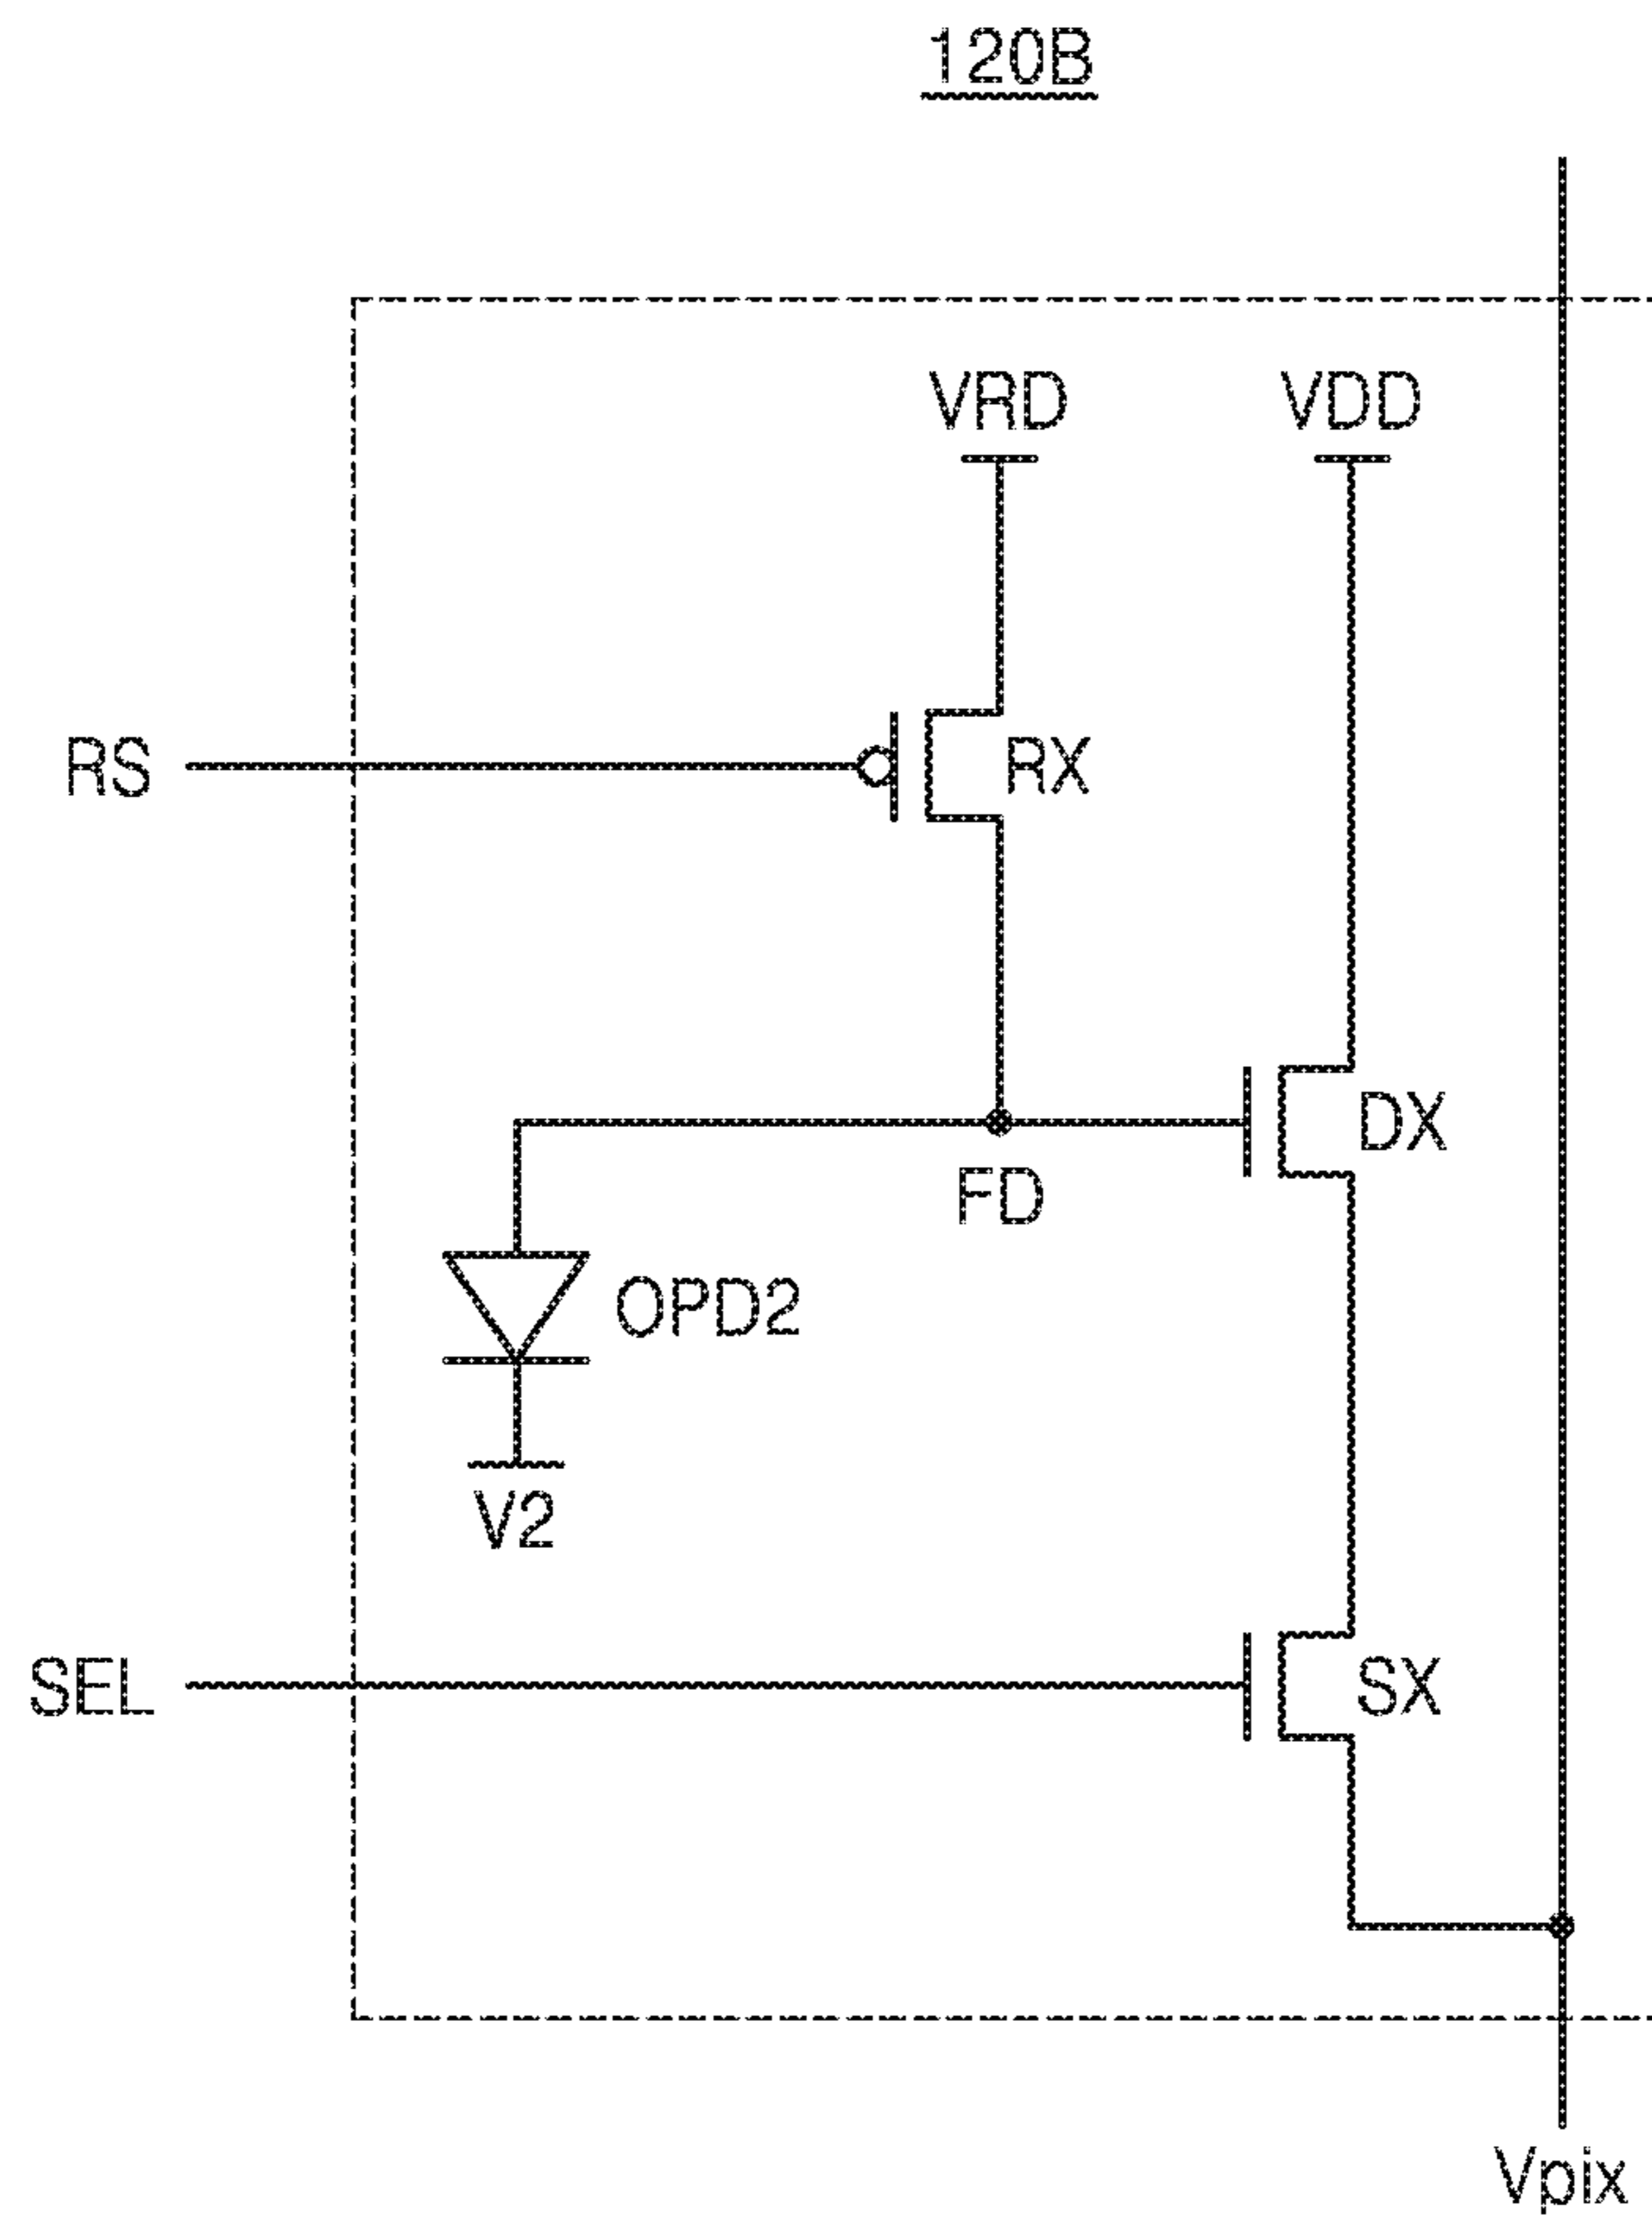 120B
VRD
VDD
RS
RX
DX
FD
OPD2
V2
SEL
SX
Vpix